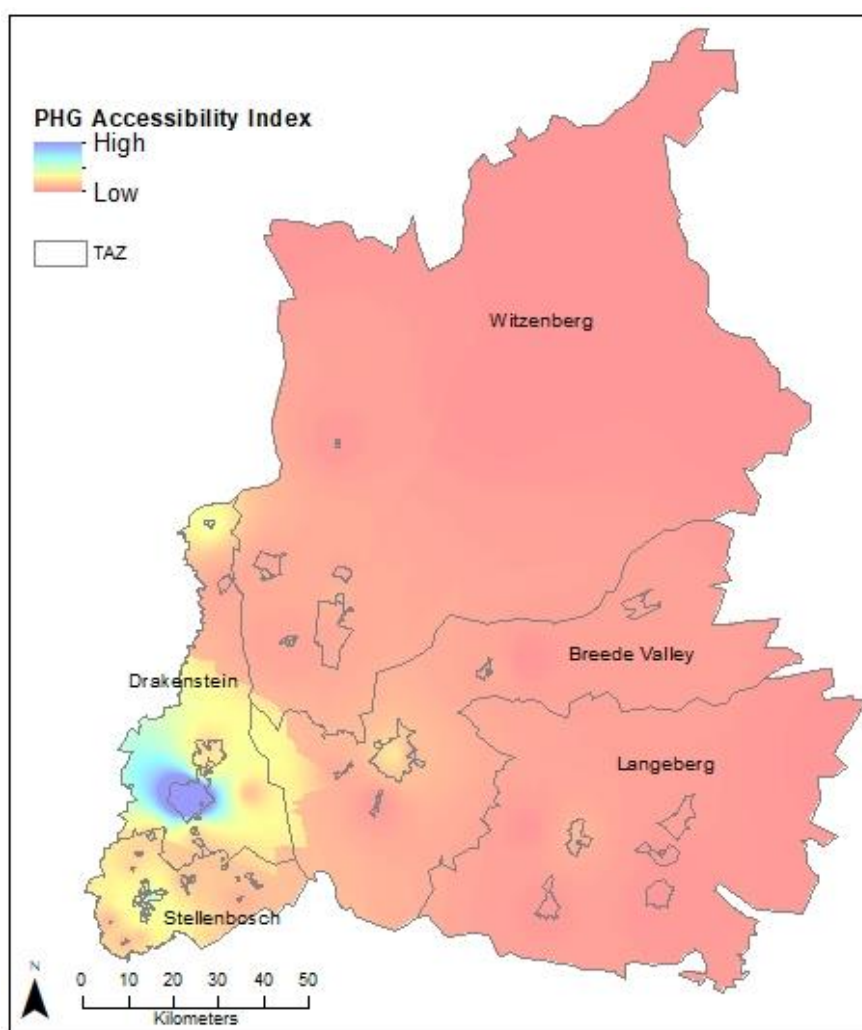 PHG Accessibility Index
High
Low
TAZ
Witzenberg
Breede Valley
Drakenstein
Langeberg
Stellenbosch
N
0 10 20 30 40 50
Kilometers